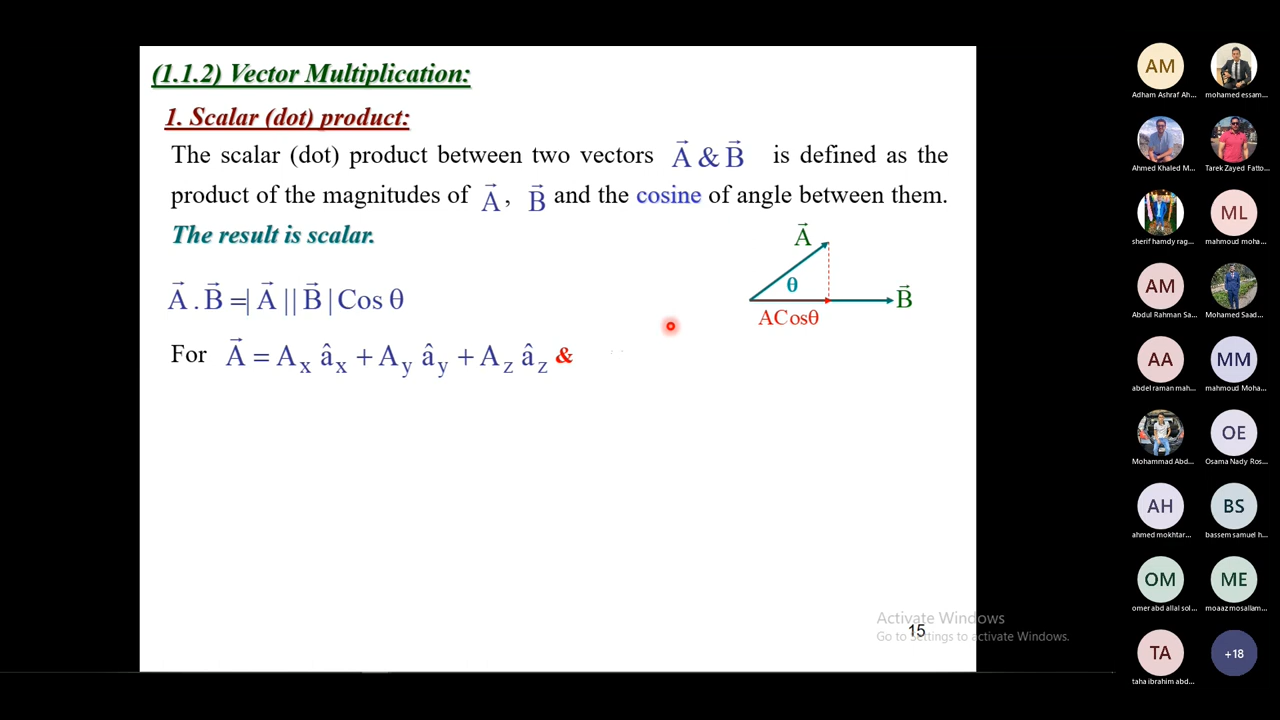 (1.1.2) Vector Multiplication:
1. Scalar (dot) product:
The scalar (dot) product between two vectors A⃗ & B⃗ is defined as the
product of the magnitudes of A⃗, B⃗ and the cosine of angle between them.
The result is scalar.
A⃗
θ
B⃗
ACosθ
A⃗ . B⃗ =| A⃗ || B⃗ | Cos θ
For A⃗ = Aₓ âₓ + A_y â_y + A_z â_z &
Activate Windows
Go to Settings to activate Windows.
15
AM
Adham Ashraf Ah...
mohamed essam...
Ahmed Khaled M...
Tarek Zayed Fatto...
sherif hamdy rag...
ML
mahmoud moha...
AM
Abdul Rahman Sa...
Mohamed Saad...
AA
abdel raman mah...
MM
mahmoud Moha...
Mohammad Abd...
OE
Osama Nady Ros...
AH
ahmed mokhtar...
BS
bassem samuel h...
OM
omer abd allal sol...
ME
moaaz mosallam...
TA
taha ibrahim abd...
+18